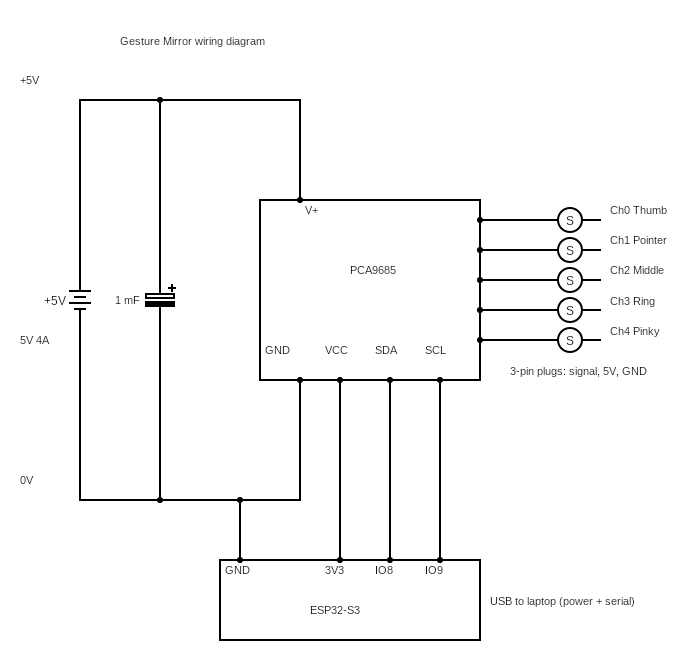 Gesture Mirror wiring diagram
+5V
V+
Ch0 Thumb
S
Ch1 Pointer
S
PCA9685
Ch2 Middle
S
+5V
1 mF
+
Ch3 Ring
S
Ch4 Pinky
S
5V 4A
GND VCC SDA SCL
3-pin plugs: signal, 5V, GND
0V
GND 3V3 IO8 IO9
ESP32-S3
USB to laptop (power + serial)